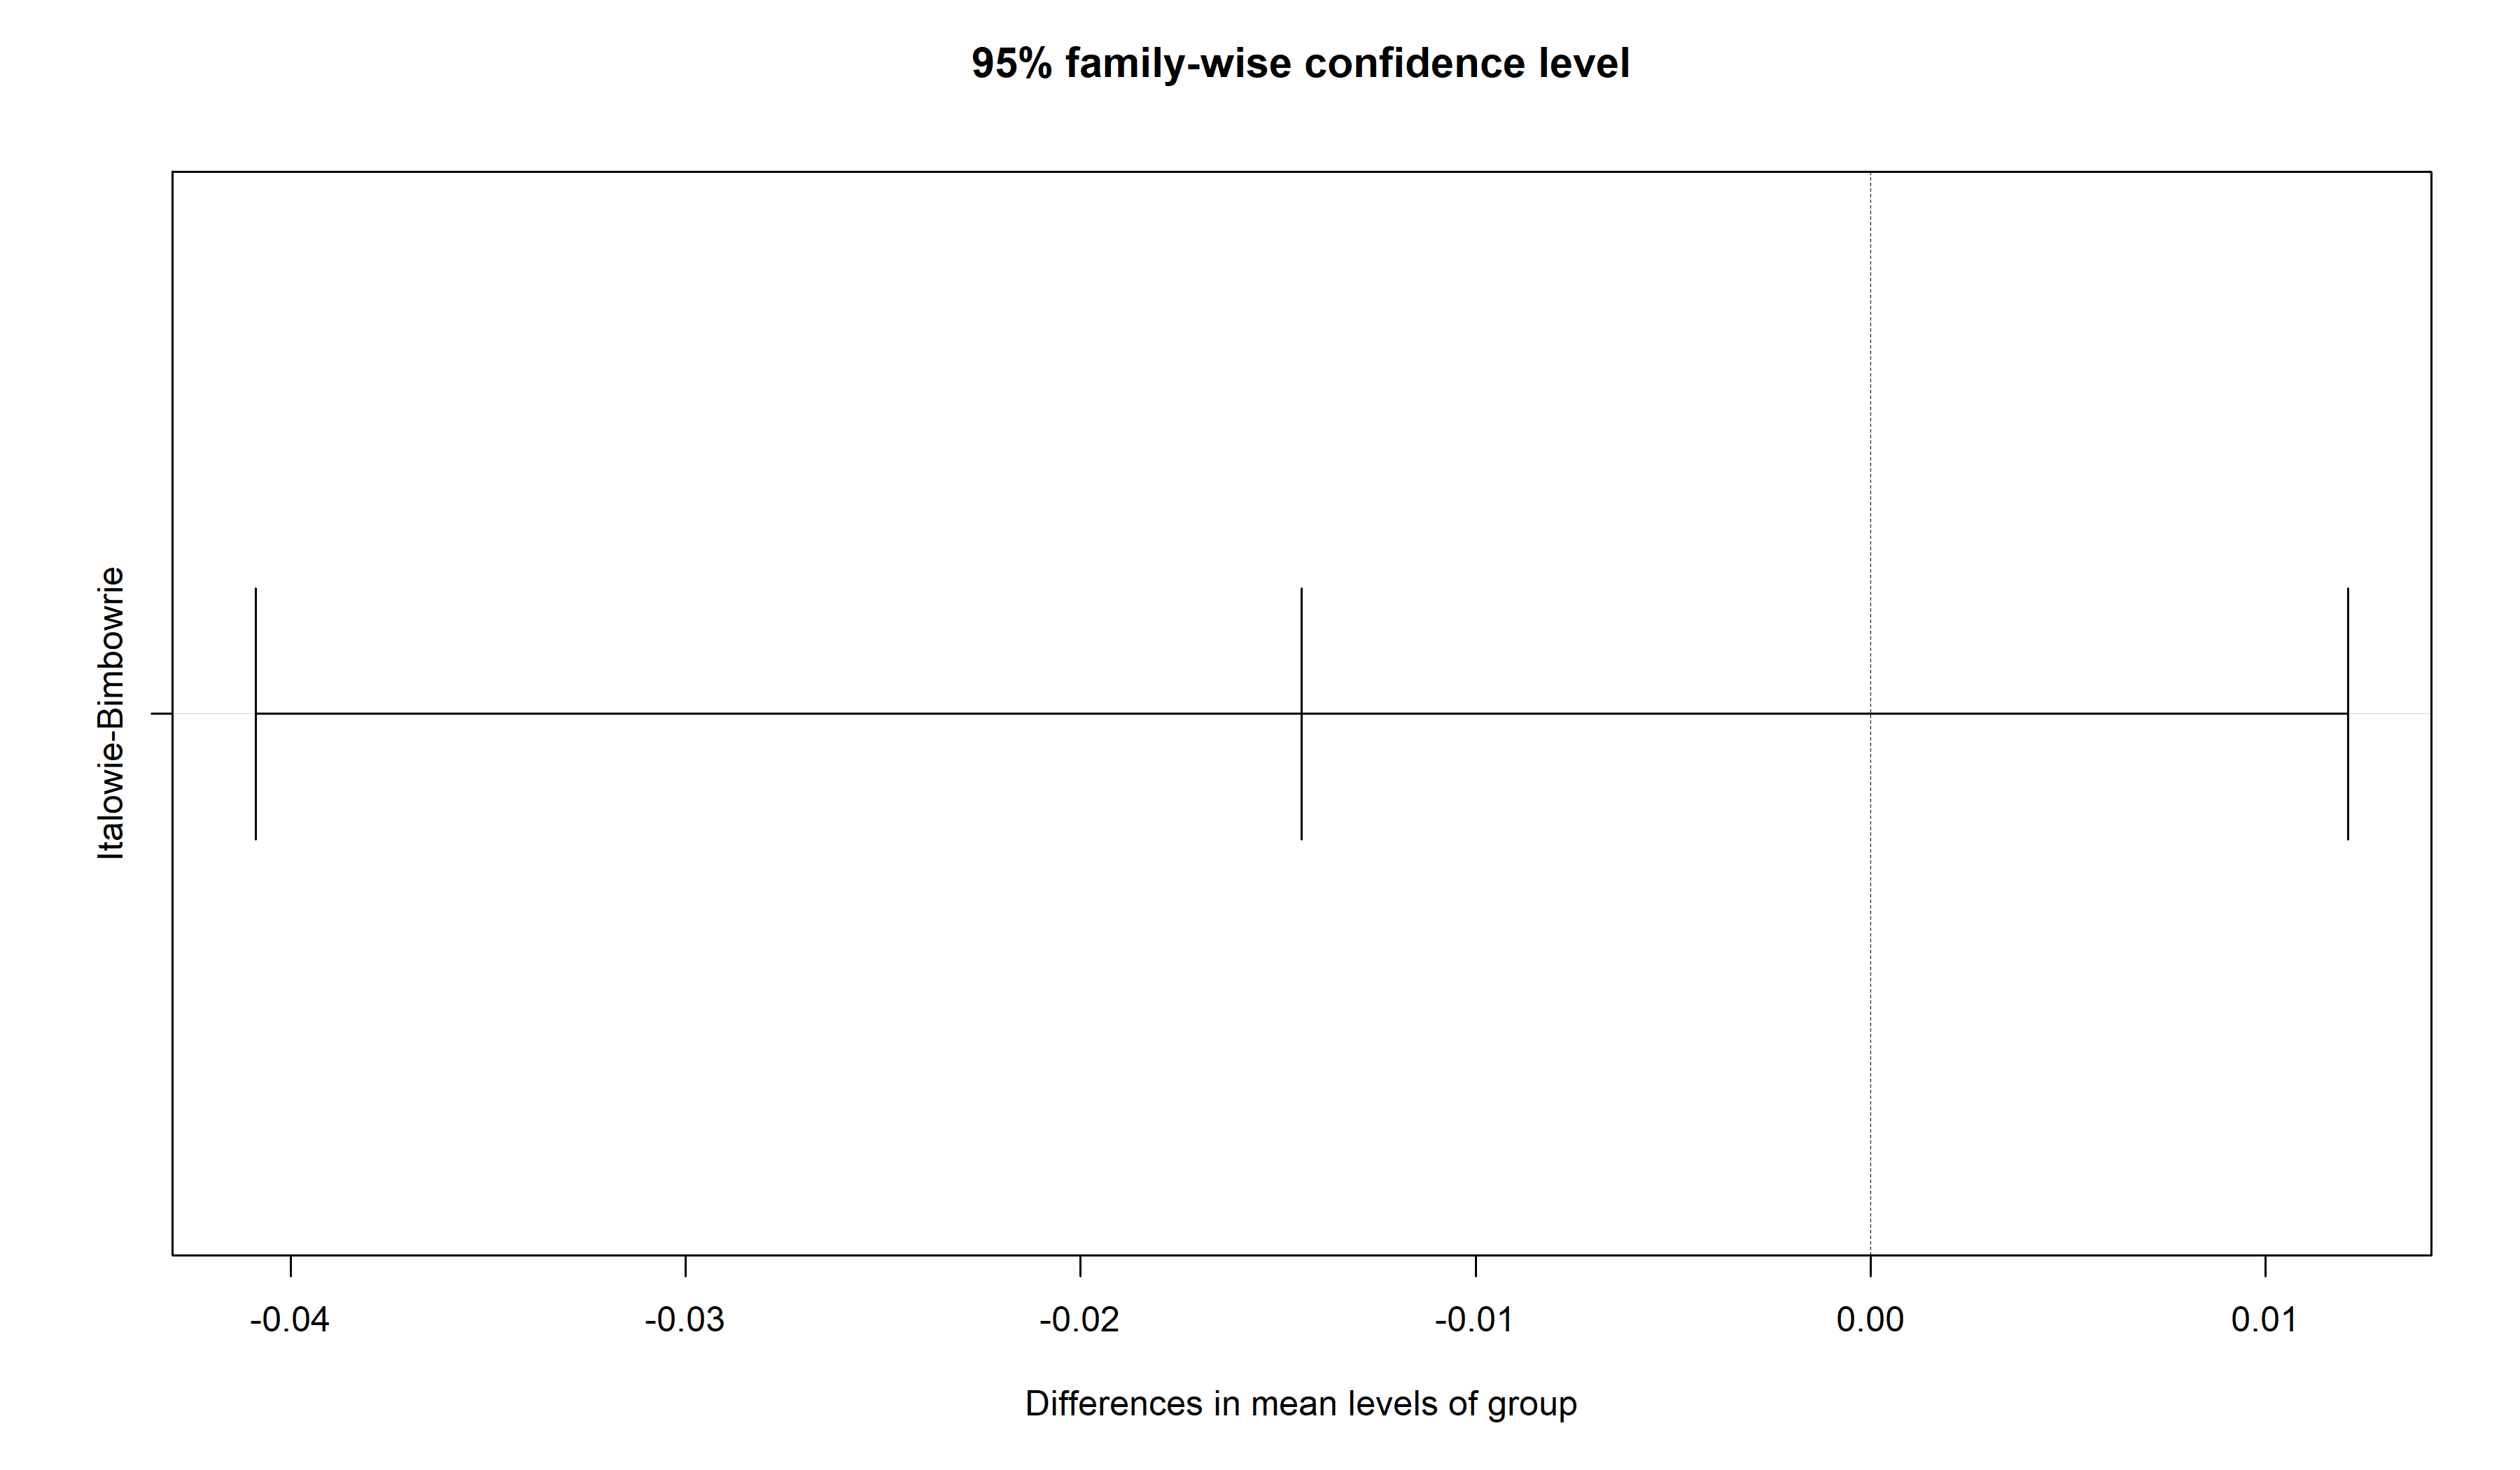 95% family-wise confidence level
Italowie-Bimbowrie
-0.04 -0.03 -0.02 -0.01 0.00 0.01
Differences in mean levels of group